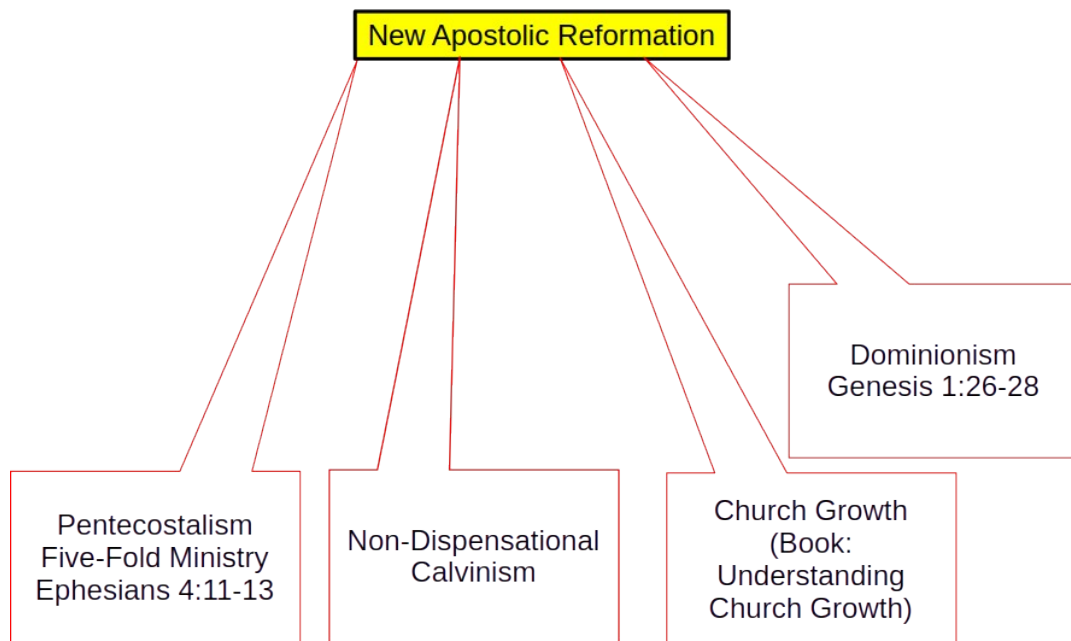 New Apostolic Reformation
Dominionism
Genesis 1:26-28
Pentecostalism
Five-Fold Ministry
Ephesians 4:11-13
Non-Dispensational
Calvinism
Church Growth
(Book:
Understanding
Church Growth)